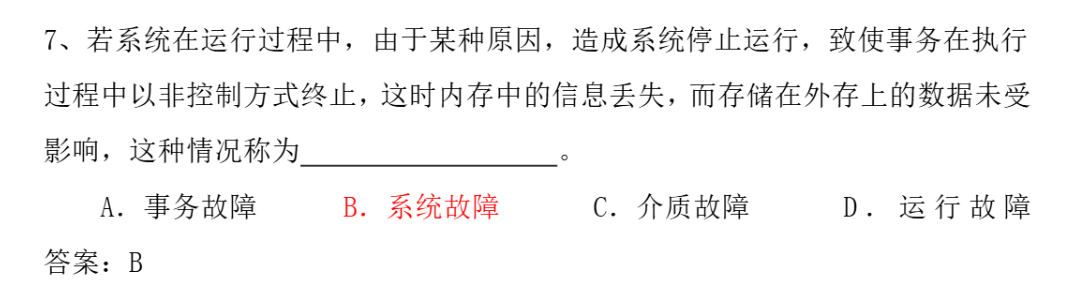 7、若系统在运行过程中，由于某种原因，造成系统停止运行，致使事务在执行
过程中以非控制方式终止，这时内存中的信息丢失，而存储在外存上的数据未受
影响，这种情况称为__________________。
A．事务故障 B．系统故障 C．介质故障 D．运行故障
答案：B